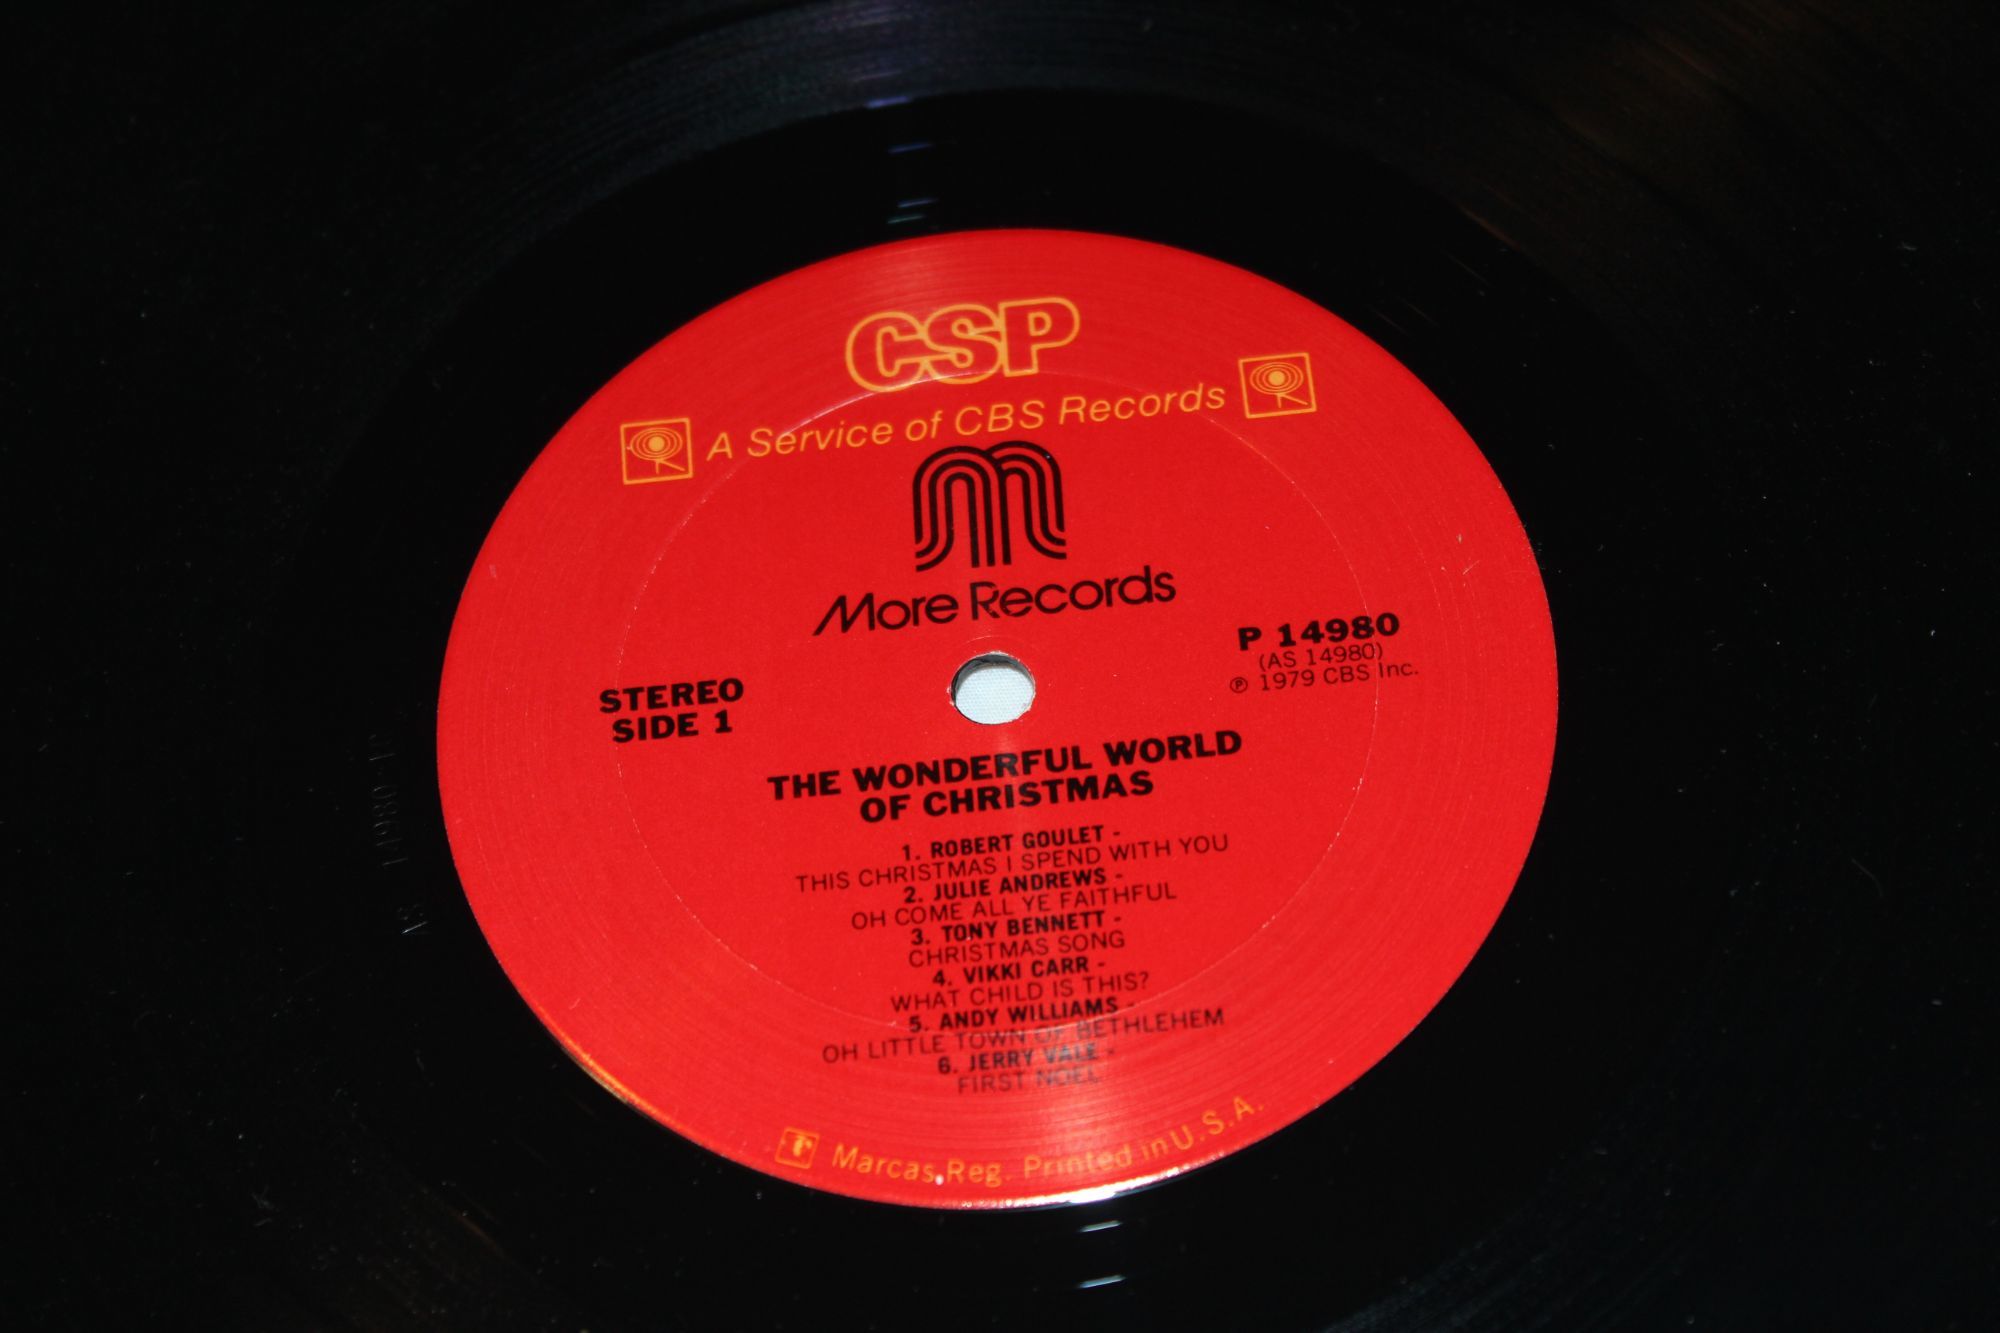 CSP
A Service of CBS Records
More Records
P 14980
(AS 14980)
℗ 1979 CBS Inc.
STEREO
SIDE 1
THE WONDERFUL WORLD
OF CHRISTMAS
1. ROBERT GOULET -
THIS CHRISTMAS I SPEND WITH YOU
2. JULIE ANDREWS -
OH COME ALL YE FAITHFUL
3. TONY BENNETT -
CHRISTMAS SONG
4. VIKKI CARR -
WHAT CHILD IS THIS?
5. ANDY WILLIAMS -
OH LITTLE TOWN OF BETHLEHEM
6. JERRY VALE -
FIRST NOEL
Marcas Reg. Printed in U.S.A.